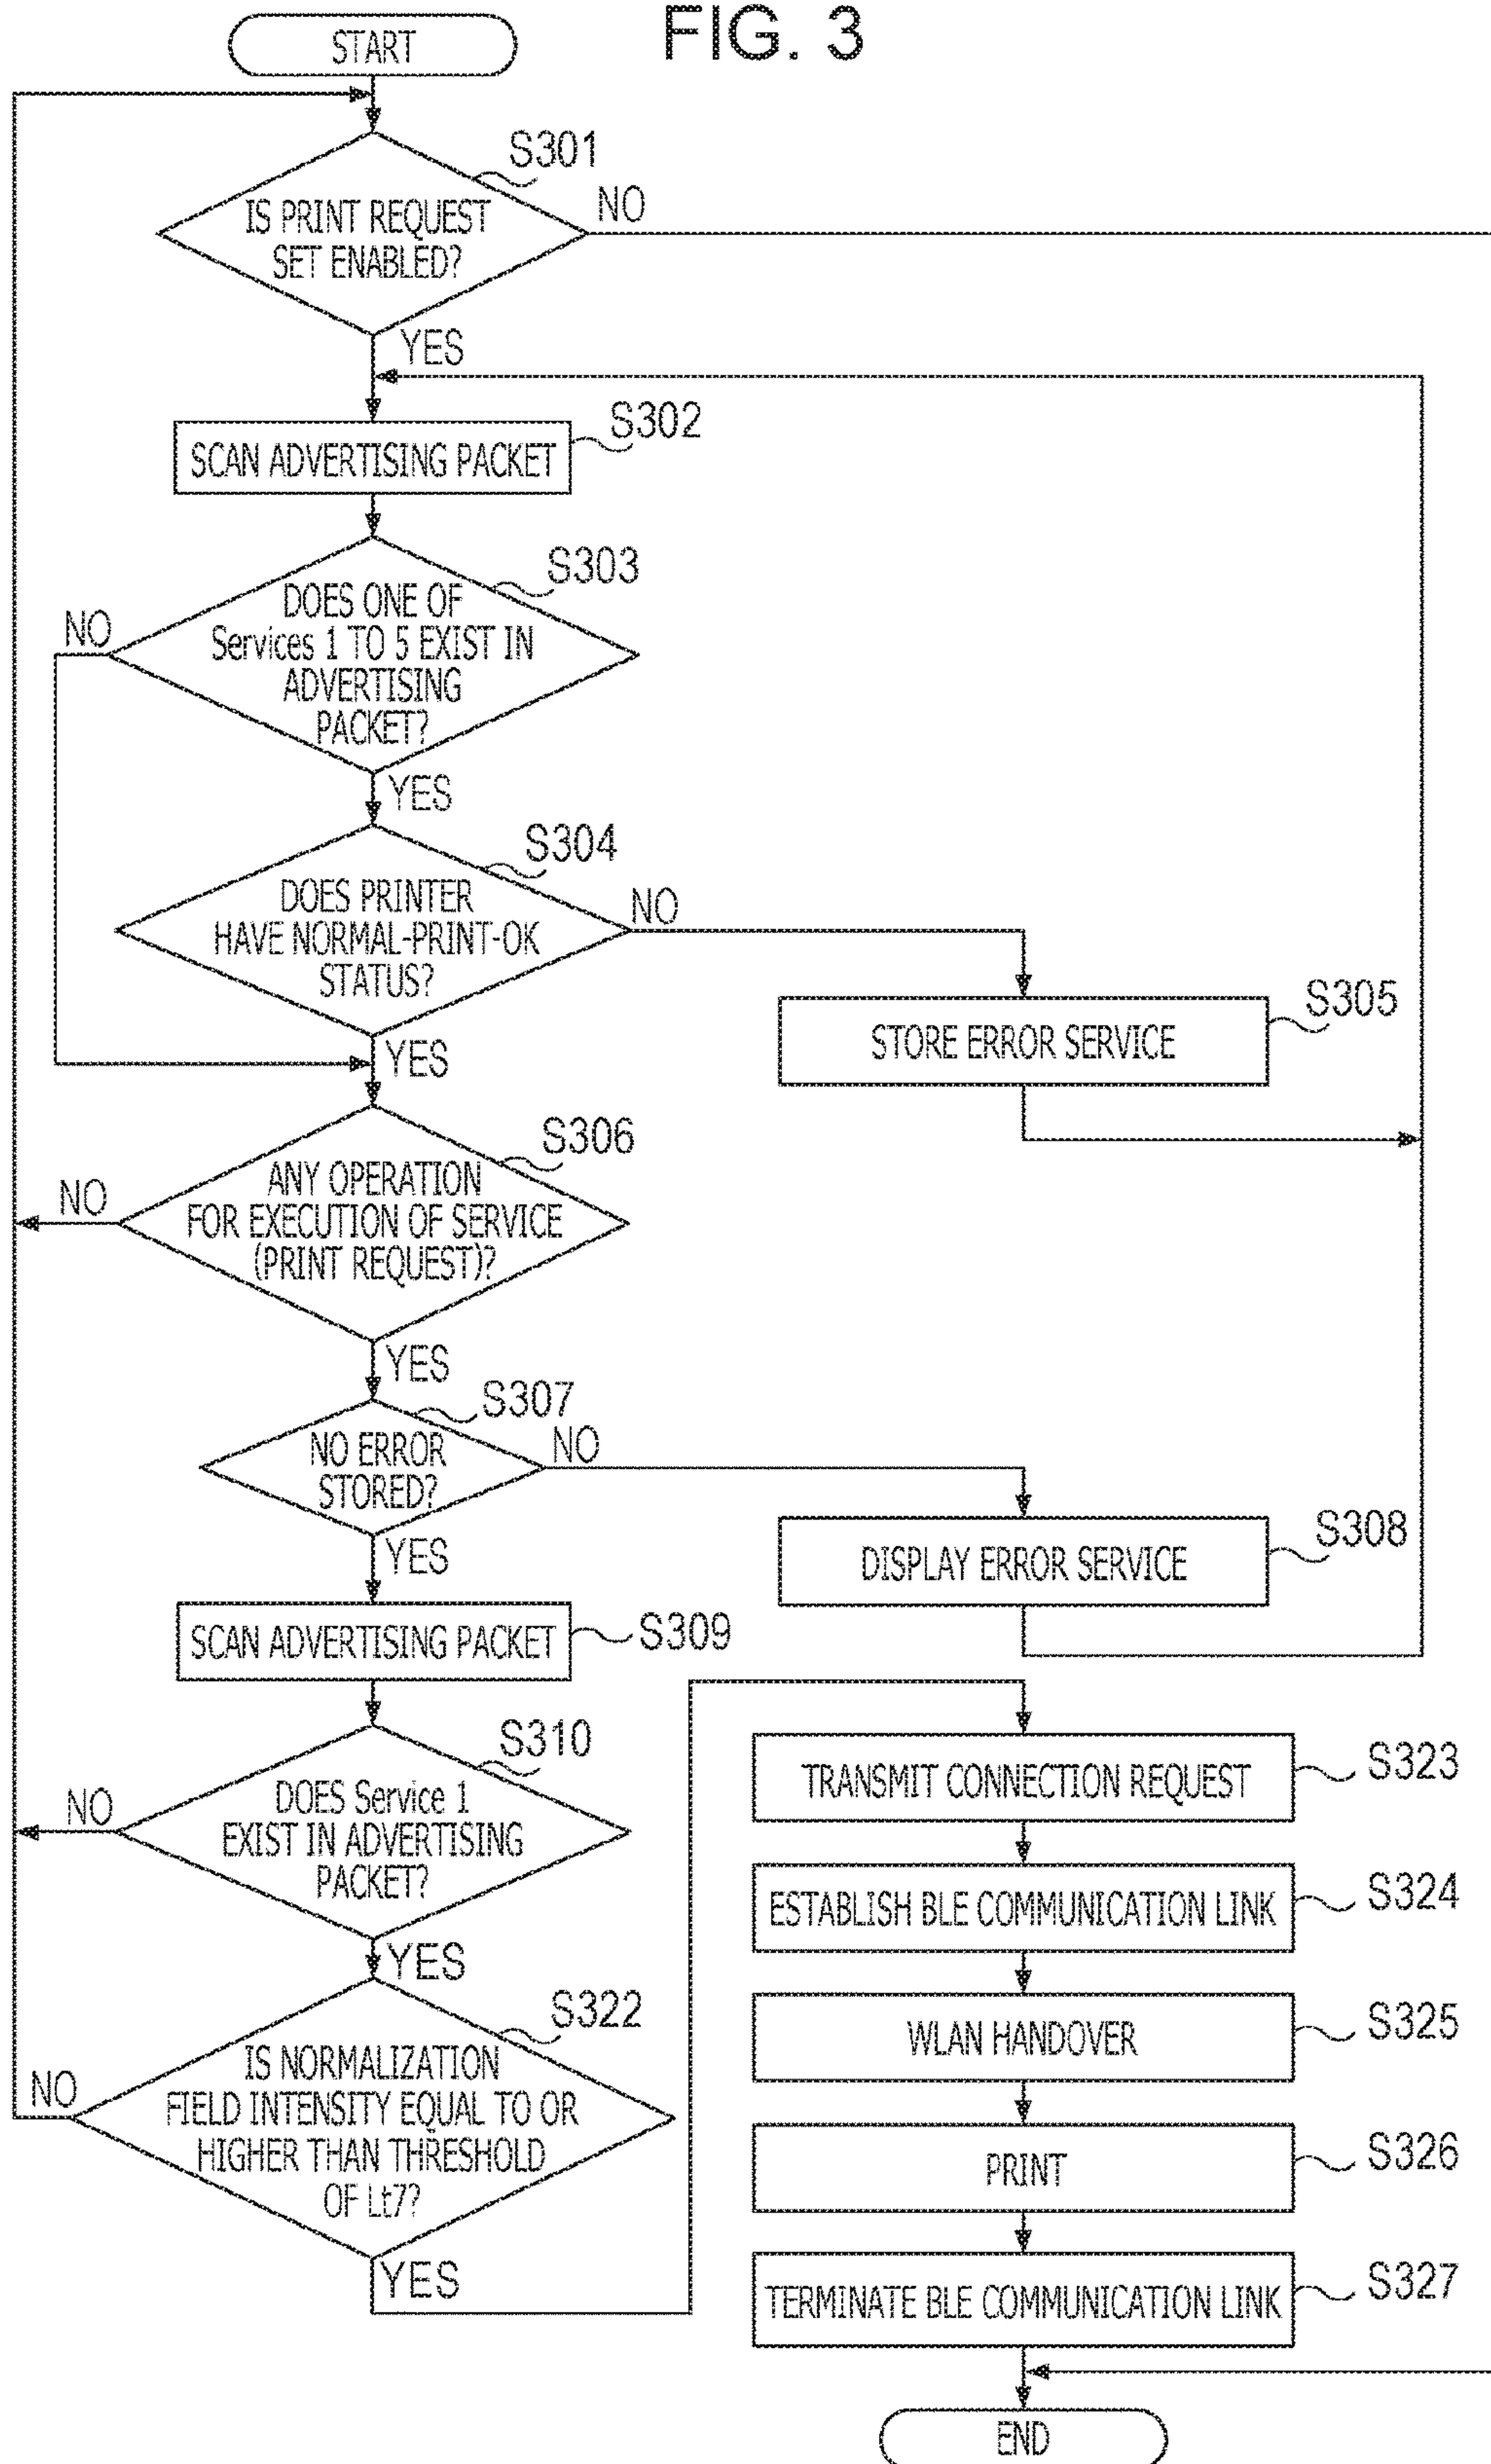 FIG. 3
START
S301
IS PRINT REQUEST
SET ENABLED?
NO
YES
S302
SCAN ADVERTISING PACKET
S303
DOES ONE OF
Services 1 TO 5 EXIST IN
ADVERTISING
PACKET?
NO
YES
S304
DOES PRINTER
HAVE NORMAL-PRINT-OK
STATUS?
NO
YES
S305
STORE ERROR SERVICE
S306
ANY OPERATION
FOR EXECUTION OF SERVICE
(PRINT REQUEST)?
NO
YES
S307
NO ERROR
STORED?
NO
YES
S308
DISPLAY ERROR SERVICE
S309
SCAN ADVERTISING PACKET
S310
DOES Service 1
EXIST IN ADVERTISING
PACKET?
NO
YES
S322
IS NORMALIZATION
FIELD INTENSITY EQUAL TO OR
HIGHER THAN THRESHOLD
OF Lt7?
NO
YES
S323
TRANSMIT CONNECTION REQUEST
S324
ESTABLISH BLE COMMUNICATION LINK
S325
WLAN HANDOVER
S326
PRINT
S327
TERMINATE BLE COMMUNICATION LINK
END